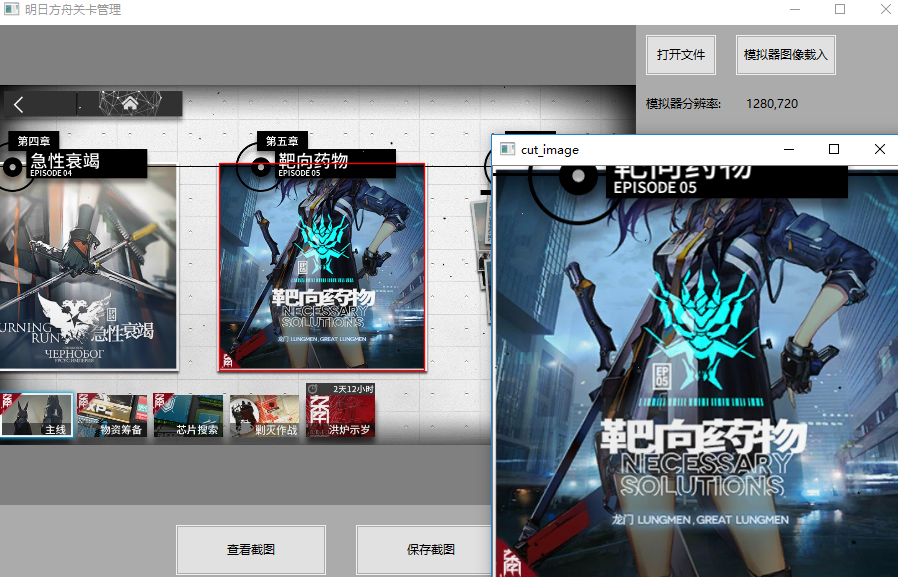 明日方舟关卡管理
打开文件
模拟器图像载入
模拟器分辨率:
1280,720
第四章
急性衰竭
EPISODE 04
第五章
靶向药物
EPISODE 05
URNING
RUN
急性衰竭
ЧЕРНОБОГ
靶向药物
NECESSARY
SOLUTIONS
龙门 LUNGMEN, GREAT LUNGMEN
主线
物资筹备
芯片搜索
剿灭作战
2天12小时
洪炉示岁
查看截图
保存截图
cut_image
靶向药物
EPISODE 05
EP
05
靶向药物
NECESSARY
SOLUTIONS
龙门 LUNGMEN, GREAT LUNGMEN